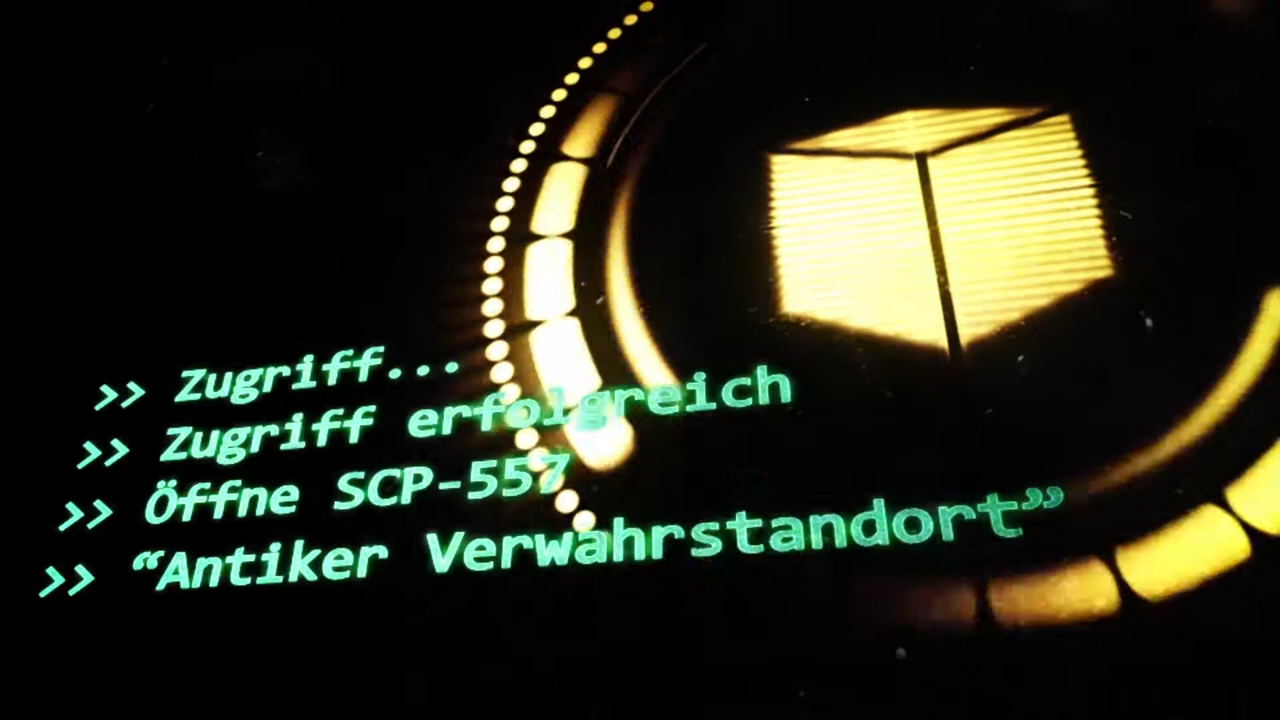 >> Zugriff...
>> Zugriff erfolgreich
>> Öffne SCP-557
>> “Antiker Verwahrstandort”